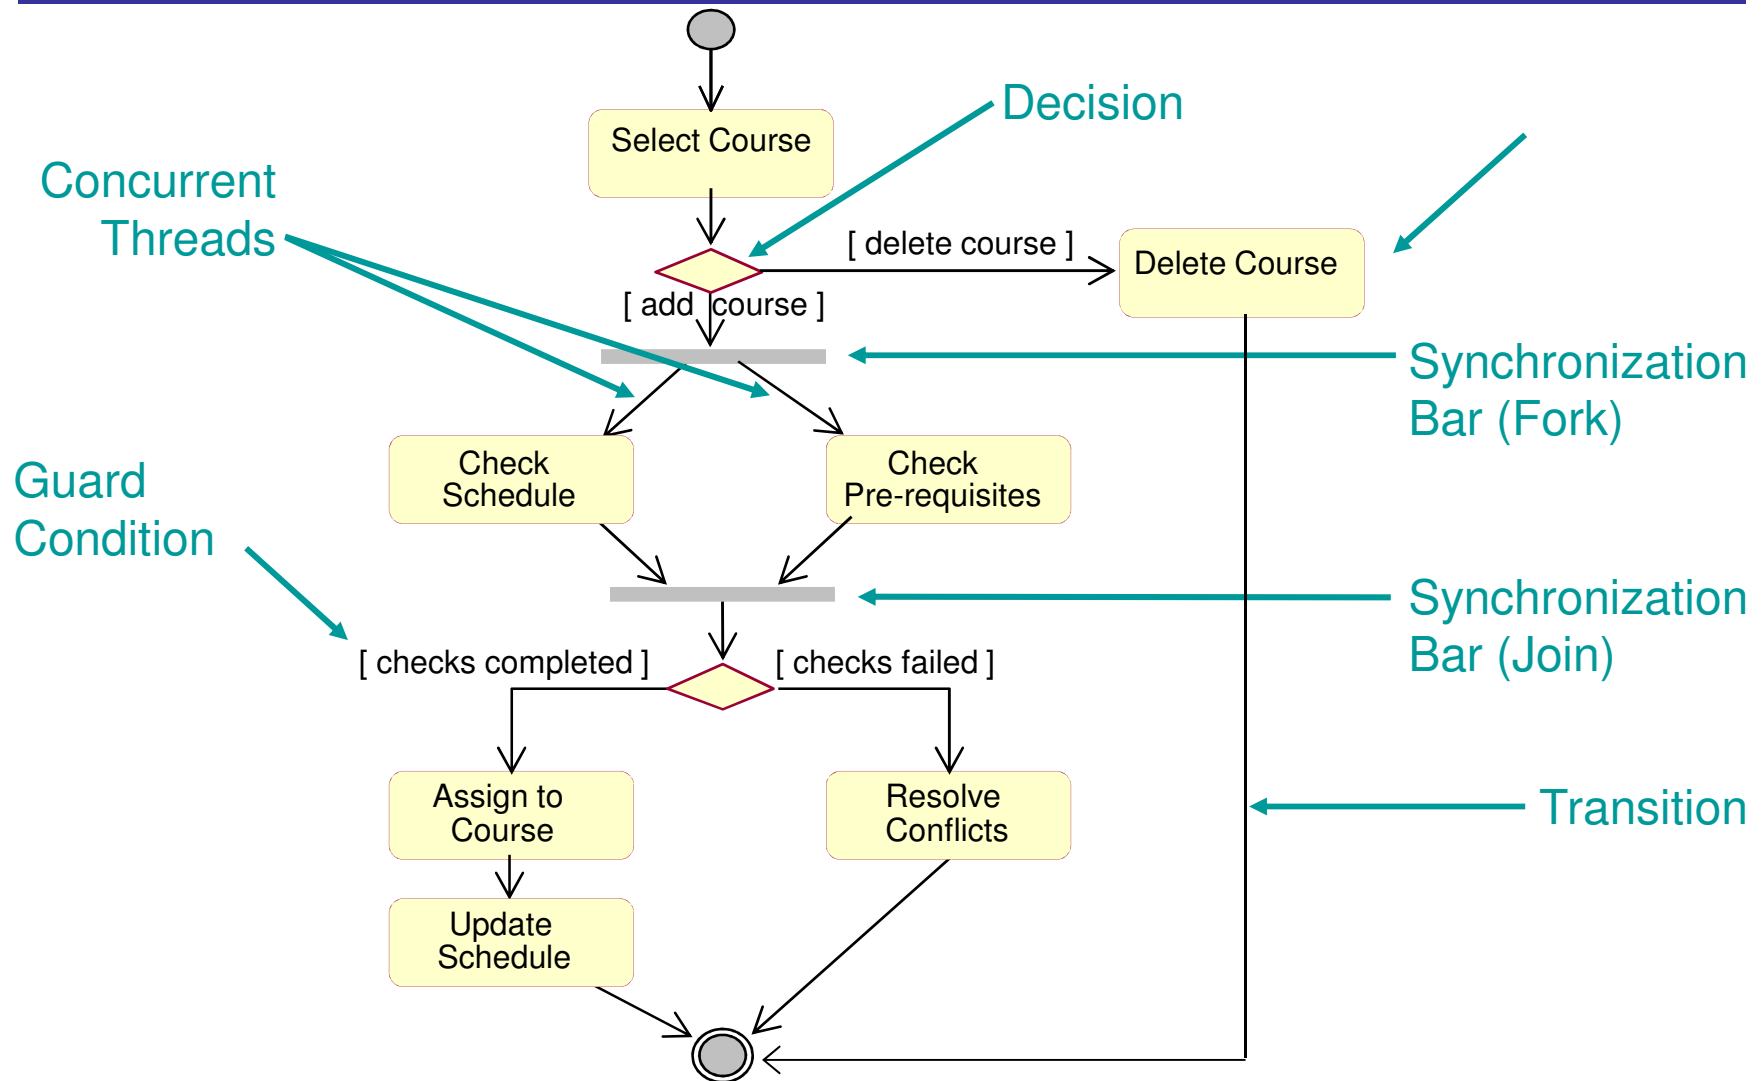 Decision
Select Course
Concurrent
Threads
[ delete course ]
Delete Course
[ add course ]
Synchronization
Bar (Fork)
Check
Schedule
Check
Pre-requisites
Guard
Condition
Synchronization
Bar (Join)
[ checks completed ]
[ checks failed ]
Assign to
Course
Resolve
Conflicts
Transition
Update
Schedule